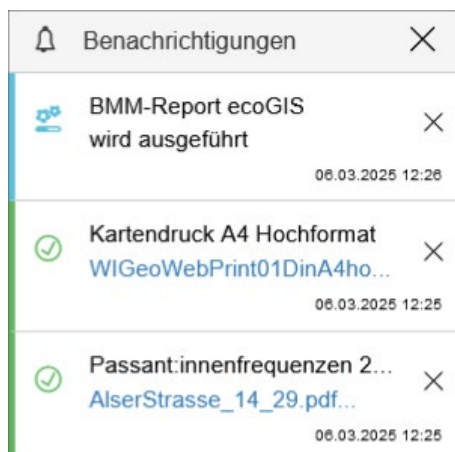 Benachrichtigungen
BMM-Report ecoGIS
wird ausgeführt
06.03.2025 12:26
Kartendruck A4 Hochformat
WIGeoWebPrint01DinA4ho...
06.03.2025 12:25
Passant:innenfrequenzen 2...
AlserStrasse_14_29.pdf...
06.03.2025 12:25